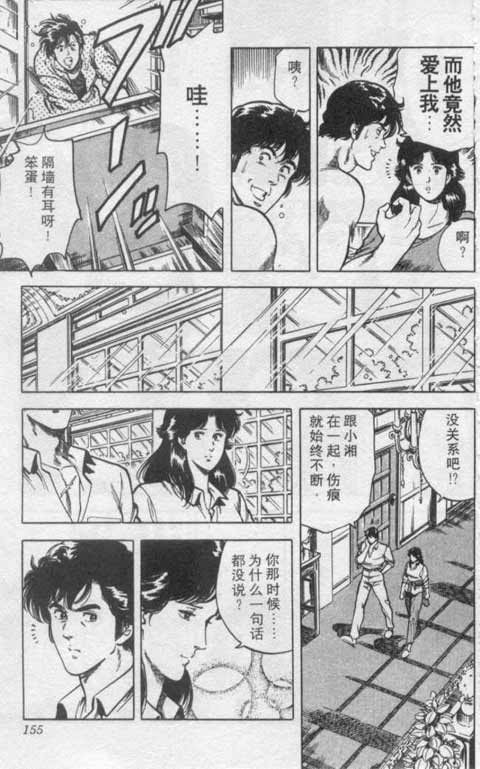 而他竟然
爱上我…
啊？
咦？
哇……！
隔墙有耳呀！
笨蛋！
没关系吧!?
跟小湘
在一起，伤痕
就始终不断．
你那时候……
为什么一句话
都没说？
155